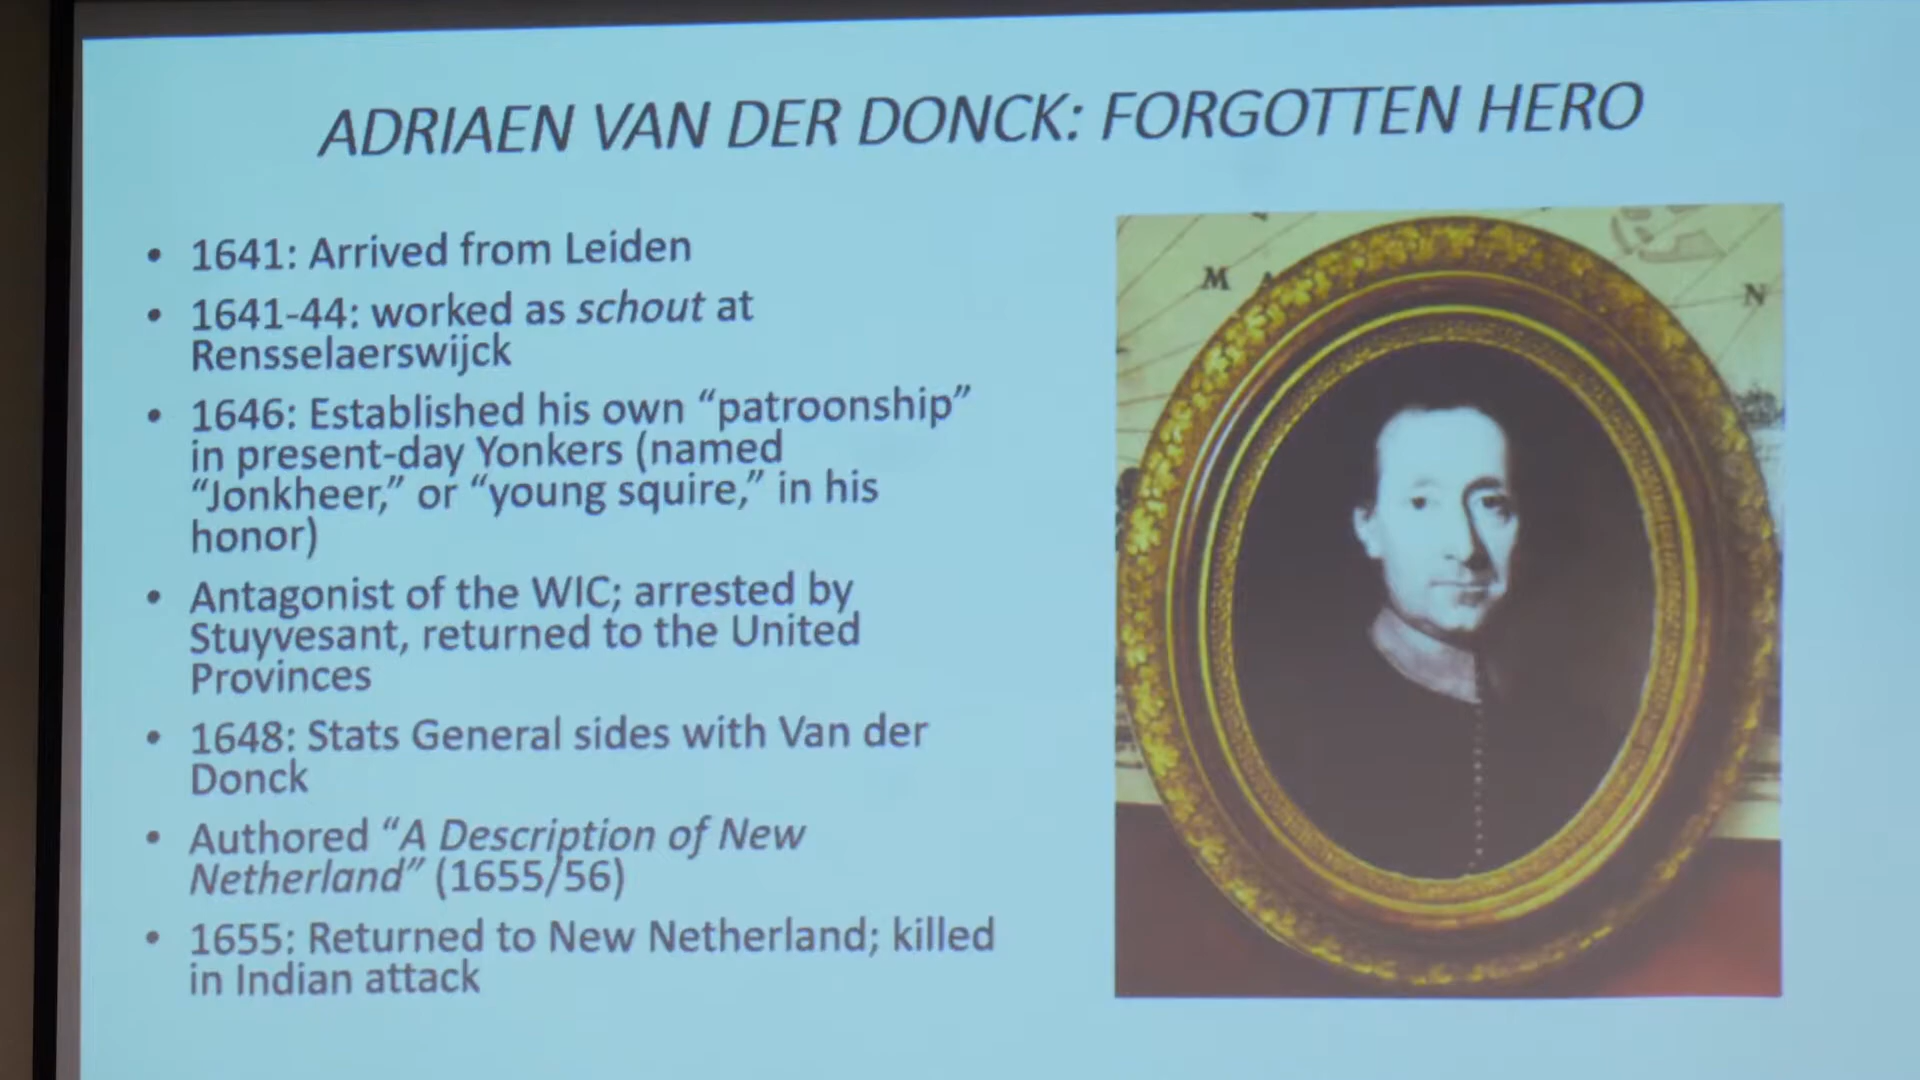 ADRIAEN VAN DER DONCK: FORGOTTEN HERO
• 1641: Arrived from Leiden
• 1641-44: worked as schout at
Rensselaerswijck
• 1646: Established his own “patroonship”
in present-day Yonkers (named
“Jonkheer,” or “young squire,” in his
honor)
• Antagonist of the WIC; arrested by
Stuyvesant, returned to the United
Provinces
• 1648: Stats General sides with Van der
Donck
• Authored “A Description of New
Netherland” (1655/56)
• 1655: Returned to New Netherland; killed
in Indian attack
M A
N